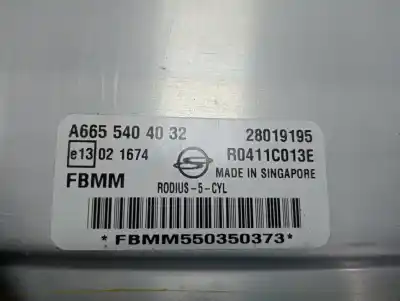 A665 540 40 32 28019195
e13 02 1674 R0411C013E
MADE IN SINGAPORE
FBMM RODIUS-5-CYL
*FBMM550350373*